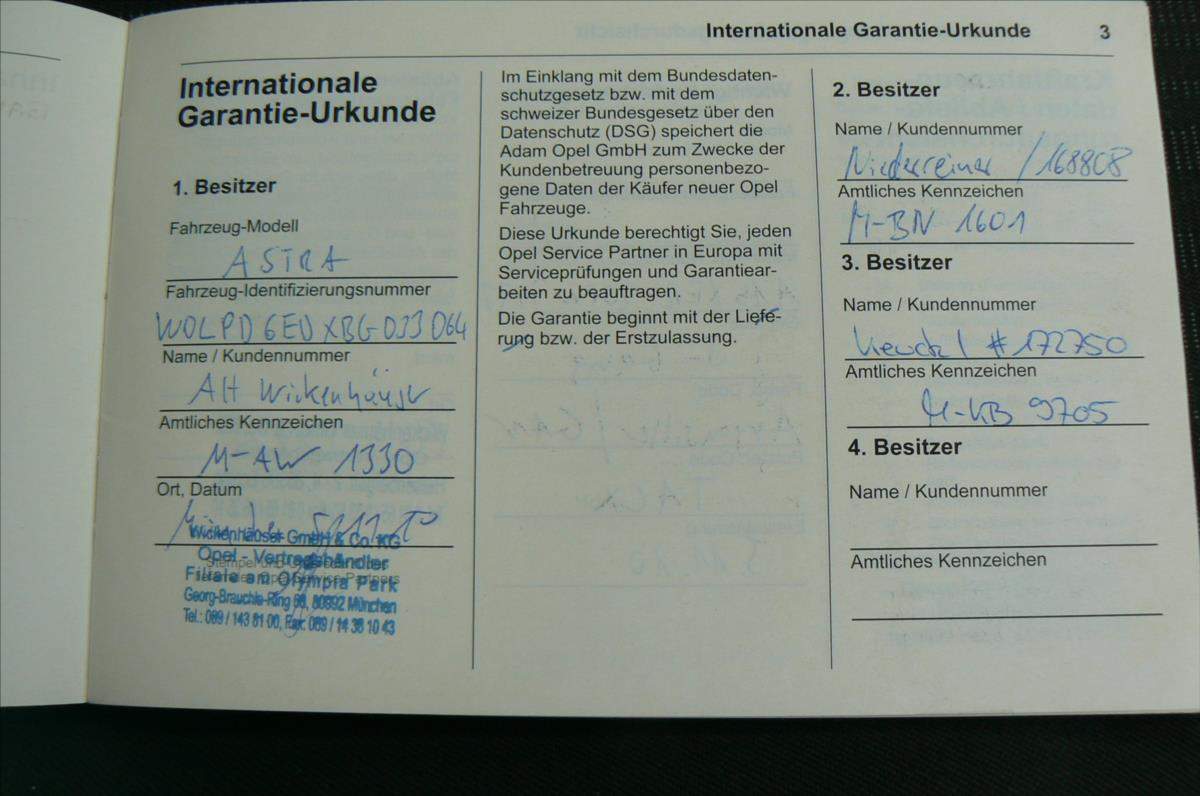 Internationale Garantie-Urkunde 3
Internationale
Garantie-Urkunde
1. Besitzer
Fahrzeug-Modell
ASTRA
Fahrzeug-Identifizierungsnummer
Name / Kundennummer
AH Wickenhäuser
Amtliches Kennzeichen
M-AW 1330
Ort, Datum
Wickenhäuser GmbH & Co. KG
Opel - Vertragshändler
Filiale am Olympia Park
Georg-Brauchle-Ring 80992 München
Tel.: 089 / 143 81 00, Fax: 089 / 14 38 10 43
Im Einklang mit dem Bundesdaten-
schutzgesetz bzw. mit dem
schweizer Bundesgesetz über den
Datenschutz (DSG) speichert die
Adam Opel GmbH zum Zwecke der
Kundenbetreuung personenbezo-
gene Daten der Käufer neuer Opel
Fahrzeuge.
Diese Urkunde berechtigt Sie, jeden
Opel Service Partner in Europa mit
Serviceprüfungen und Garantiear-
beiten zu beauftragen.
Die Garantie beginnt mit der Liefe-
rung bzw. der Erstzulassung.
2. Besitzer
Name / Kundennummer
Niederreiner / 168808
Amtliches Kennzeichen
M-BN 1601
3. Besitzer
Name / Kundennummer
# 172750
Amtliches Kennzeichen
M-KB 9705
4. Besitzer
Name / Kundennummer
Amtliches Kennzeichen